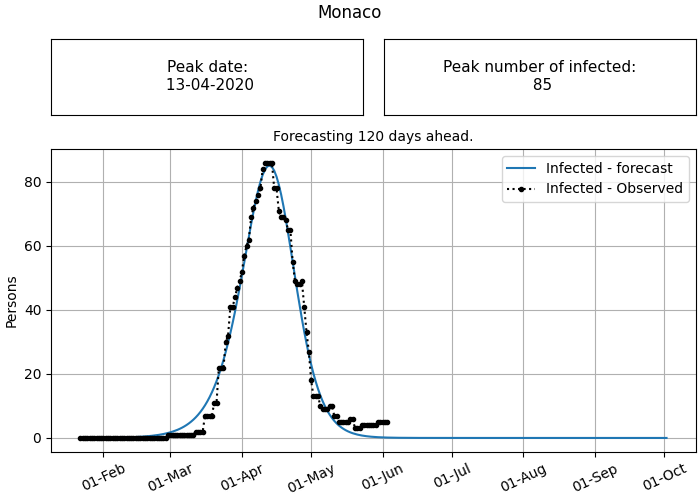 Monaco
Peak date:
13-04-2020
Peak number of infected:
85
Forecasting 120 days ahead.
Infected - forecast
Infected - Observed
Persons
80
60
40
20
0
01-Feb
01-Mar
01-Apr
01-May
01-Jun
01-Jul
01-Aug
01-Sep
01-Oct